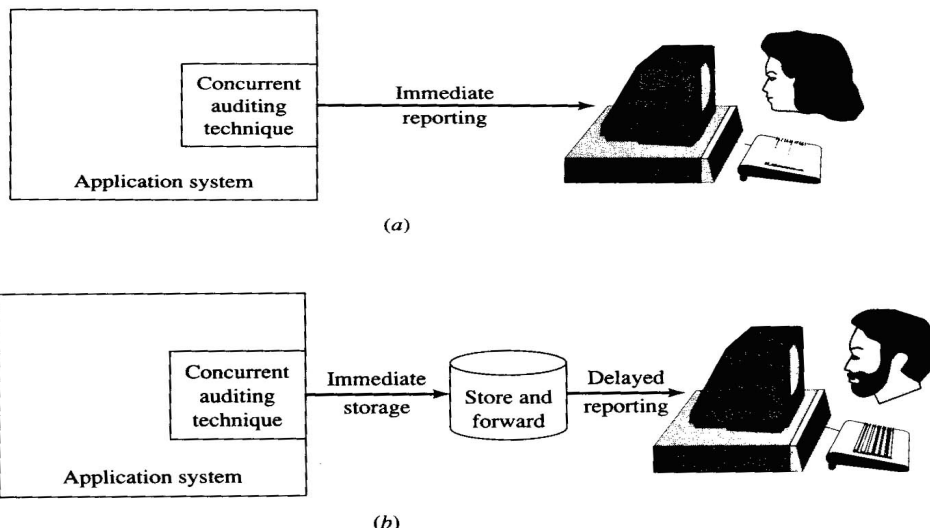 Concurrent
auditing
technique
Immediate
reporting
Application system
(a)
Concurrent
auditing
technique
Immediate
storage
Store and
forward
Delayed
reporting
Application system
(b)